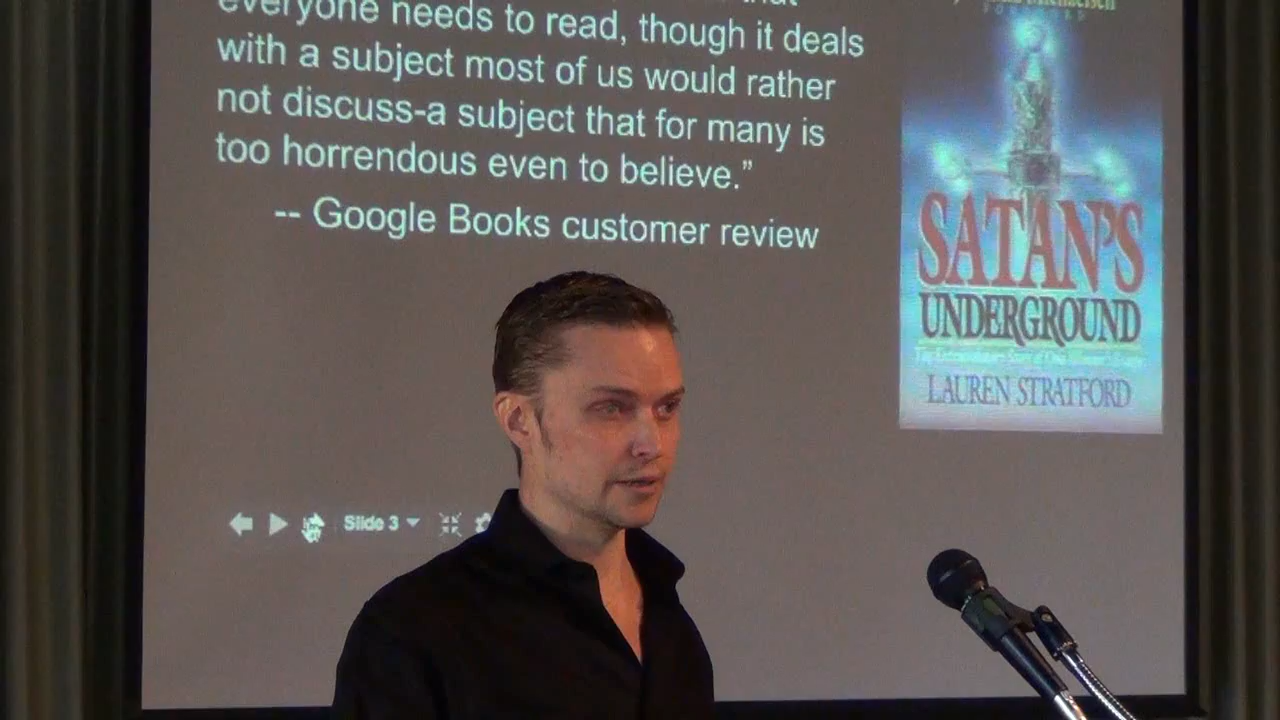 everyone needs to read, though it deals
with a subject most of us would rather
not discuss-a subject that for many is
too horrendous even to believe.”
-- Google Books customer review
SATAN'S
UNDERGROUND
LAUREN STRATFORD
Slide 3